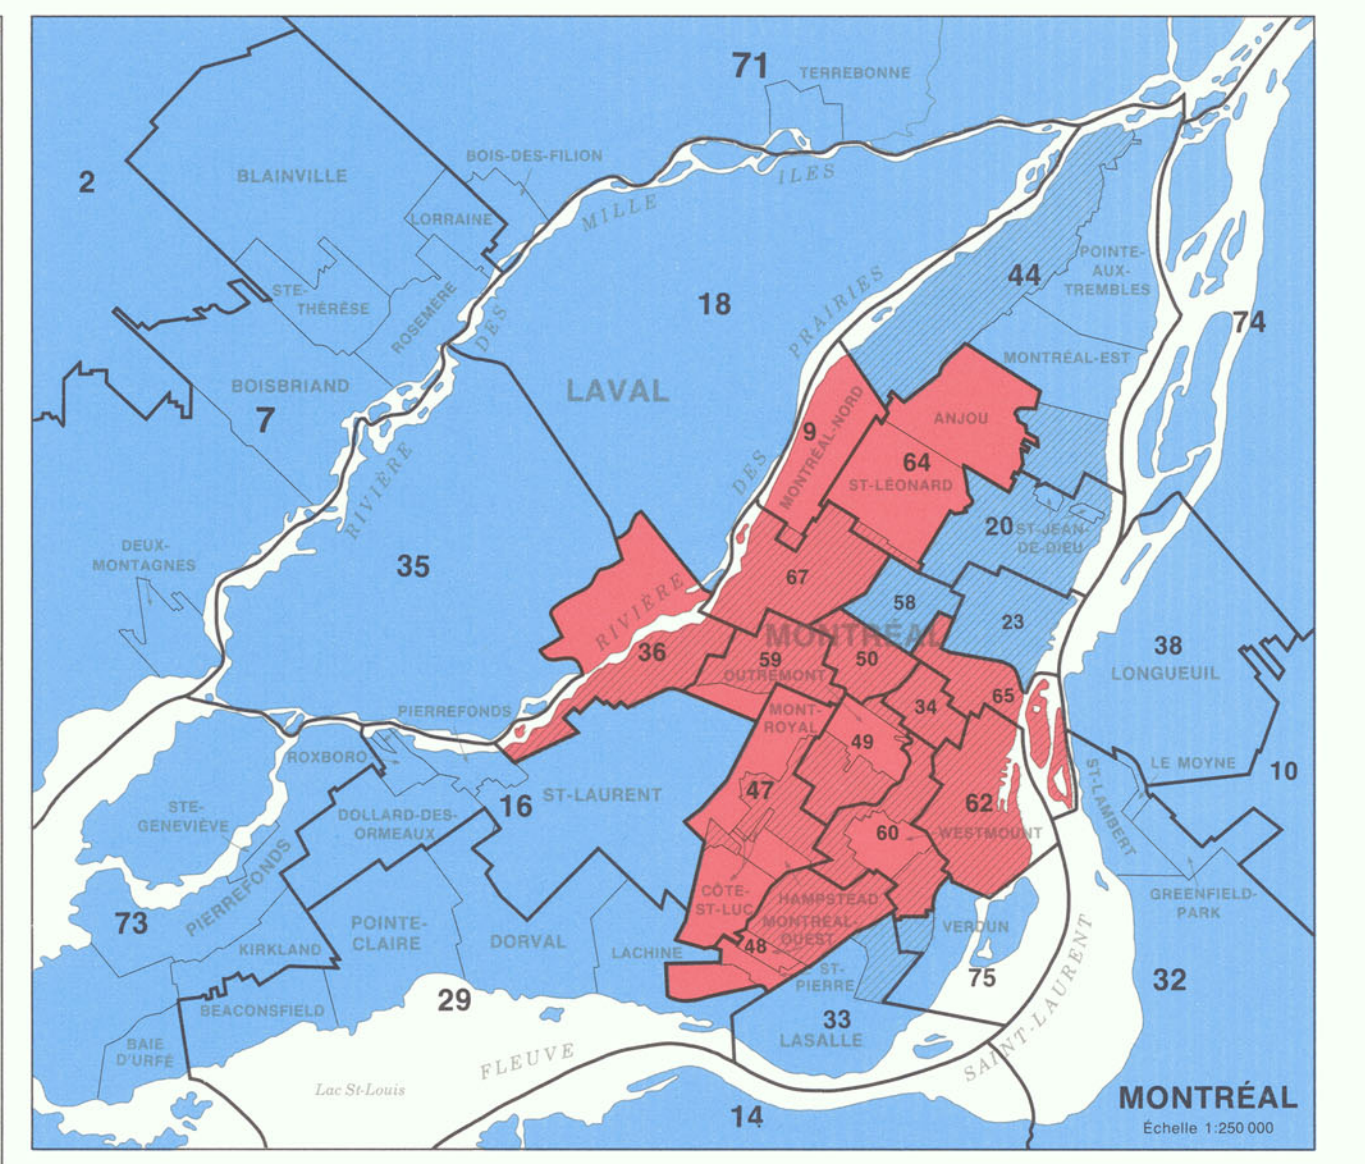 71
TERREBONNE
BOIS-DES-FILION
2
BLAINVILLE
LORRAINE
MILLE
ILES
STE-
THÉRÈSE
ROSEMÈRE
DES
18
PRAIRIES
44
POINTE-
AUX-
TREMBLES
74
BOISBRIAND
7
LAVAL
MONTRÉAL-EST
ANJOU
9
MONTRÉAL-NORD
64
ST-LÉONARD
DES
RIVIÈRE
20
ST-JEAN-
DE-DIEU
DEUX-
MONTAGNES
35
67
58
23
RIVIÈRE
MONTRÉAL
36
59
OUTREMONT
50
38
LONGUEUIL
34
65
PIERREFONDS
MONT-
ROYAL
49
ROXBORO
47
LE MOYNE
10
STE-
GENEVIÈVE
DOLLARD-DES-
ORMEAUX
16
ST-LAURENT
62
WESTMOUNT
60
ST-LAMBERT
PIERREFONDS
CÔTE-
ST-LUC
HAMPSTEAD
MONTRÉAL-
OUEST
48
GREENFIELD-
PARK
73
KIRKLAND
POINTE-
CLAIRE
DORVAL
LACHINE
VERDUN
75
ST-
PIERRE
32
BEACONSFIELD
29
33
LASALLE
BAIE
D'URFÉ
FLEUVE
SAINT-LAURENT
Lac St-Louis
14
MONTRÉAL
Échelle 1:250 000